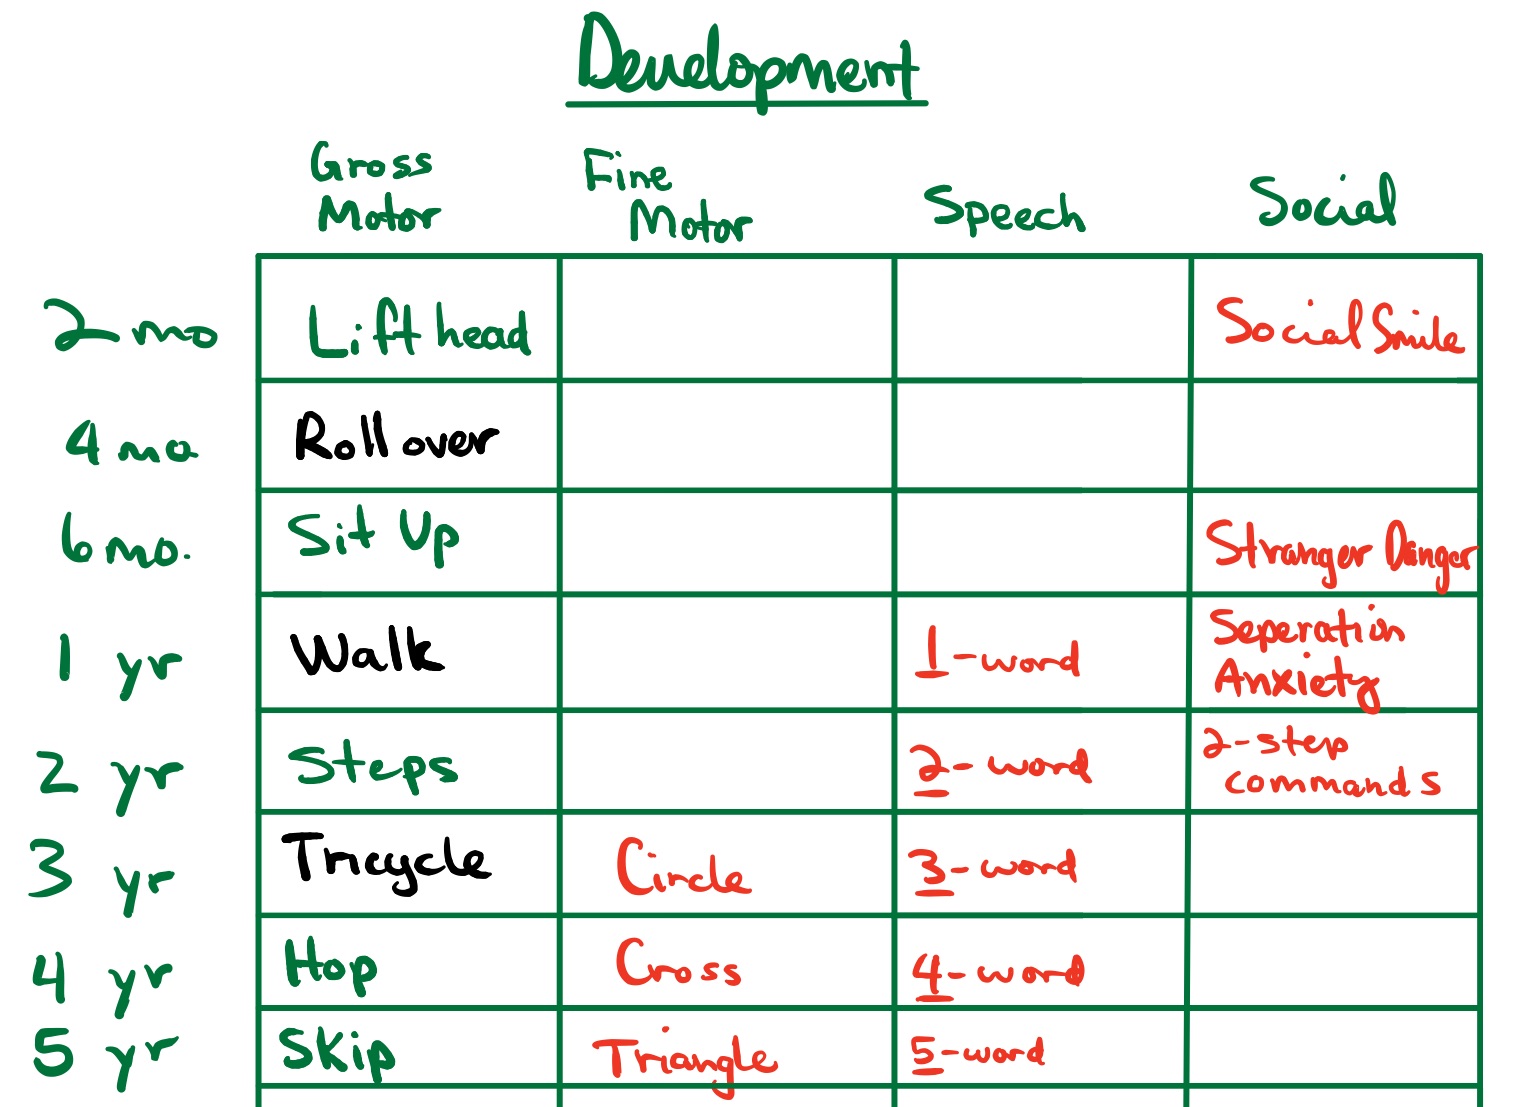 Development
Gross Motor Fine Motor Speech Social
2 mo Lift head Social Smile
4 mo. Roll over
6 mo. Sit Up Stranger Danger
1 yr Walk 1-word Seperation Anxiety
2 yr Steps 2-word 2-step commands
3 yr Tricycle Circle 3-word
4 yr Hop Cross 4-word
5 yr Skip Triangle 5-word